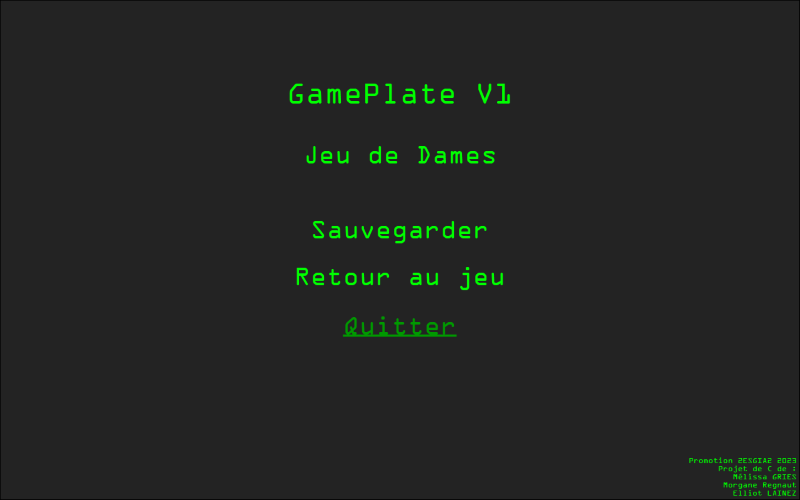 GamePlate V1
Jeu de Dames
Sauvegarder
Retour au jeu
Quitter
Promotion 2ESGIA2 2023
Projet de C de :
Mélissa GRIES
Morgane Regnaut
Elliot LAINEZ